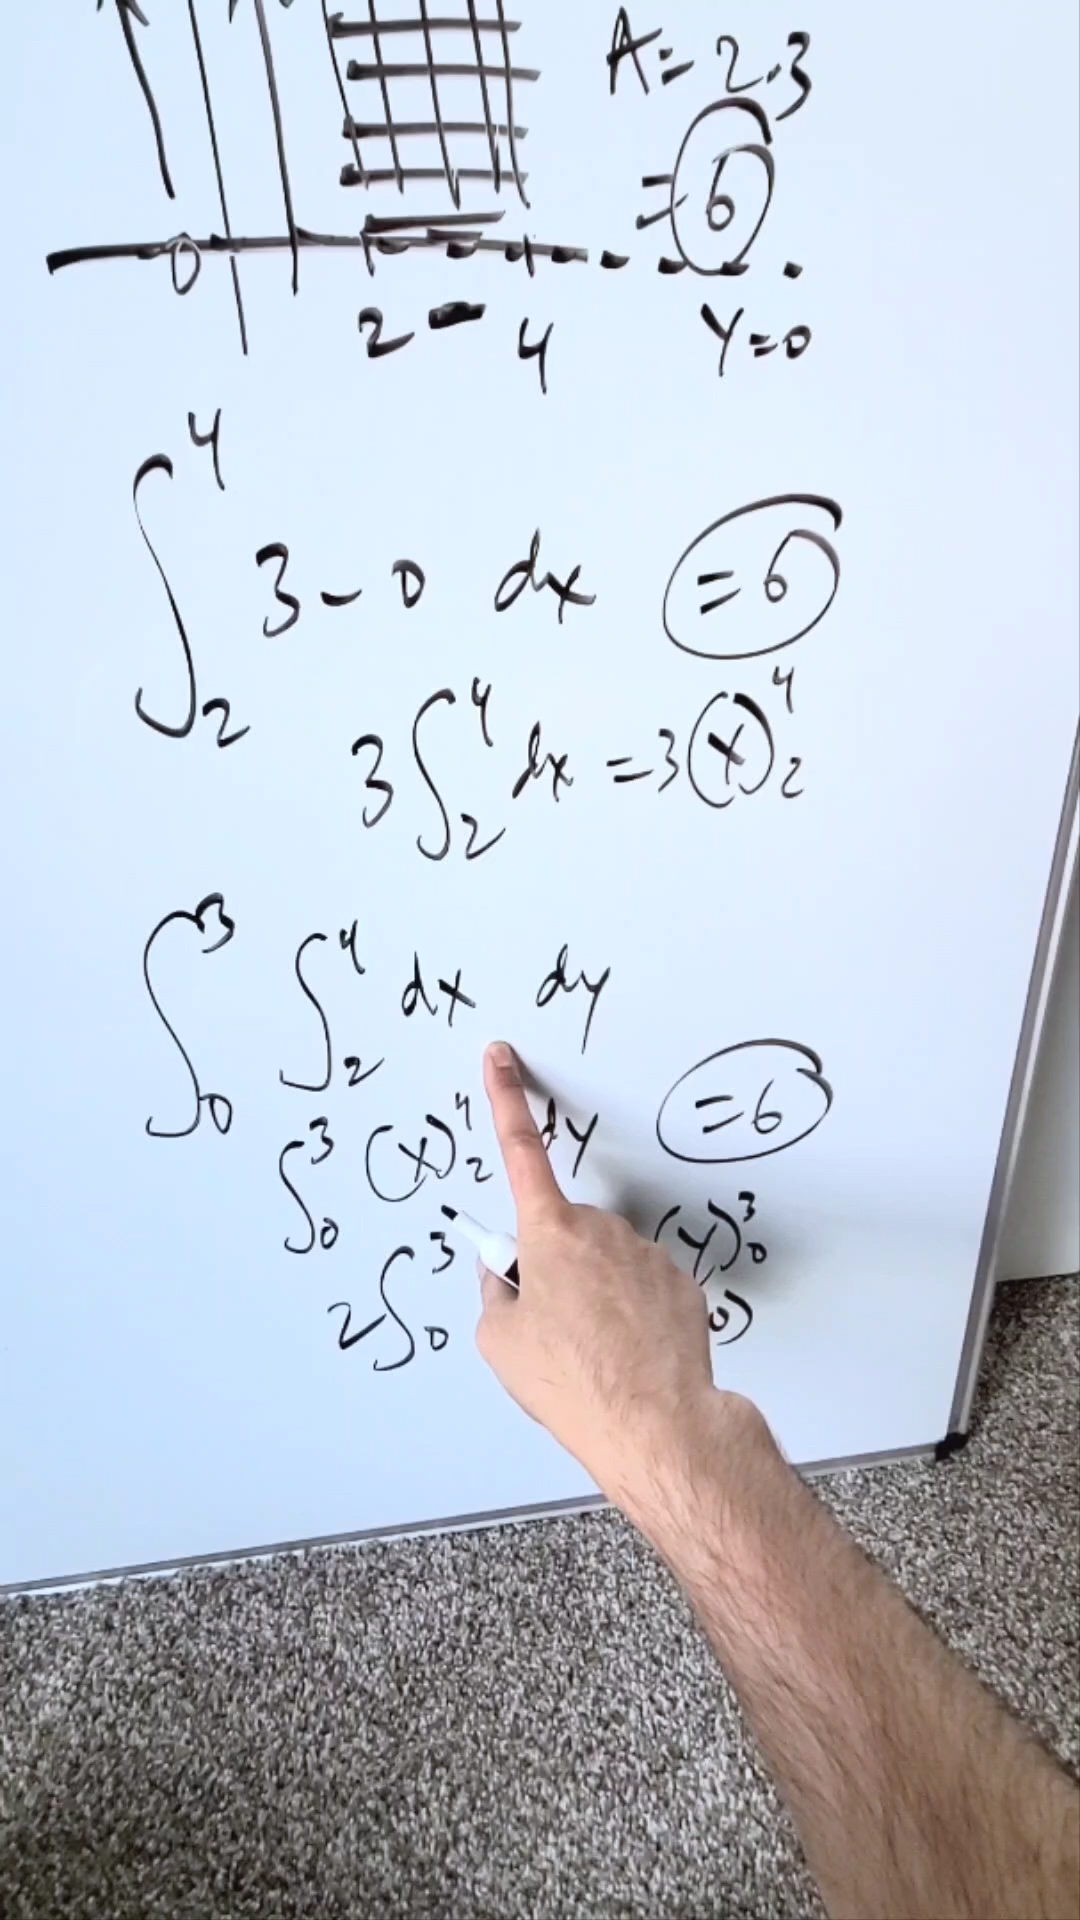 A = 2.3
= 6
0
2 - 4 y=0
∫₂⁴ 3 - 0 dx = 6
3 ∫₂⁴ dx = 3(x)₂⁴
∫₀³ ∫₂⁴ dx dy
∫₀³ (x)₂⁴ dy = 6
2∫₀³ (y)₀³
0)